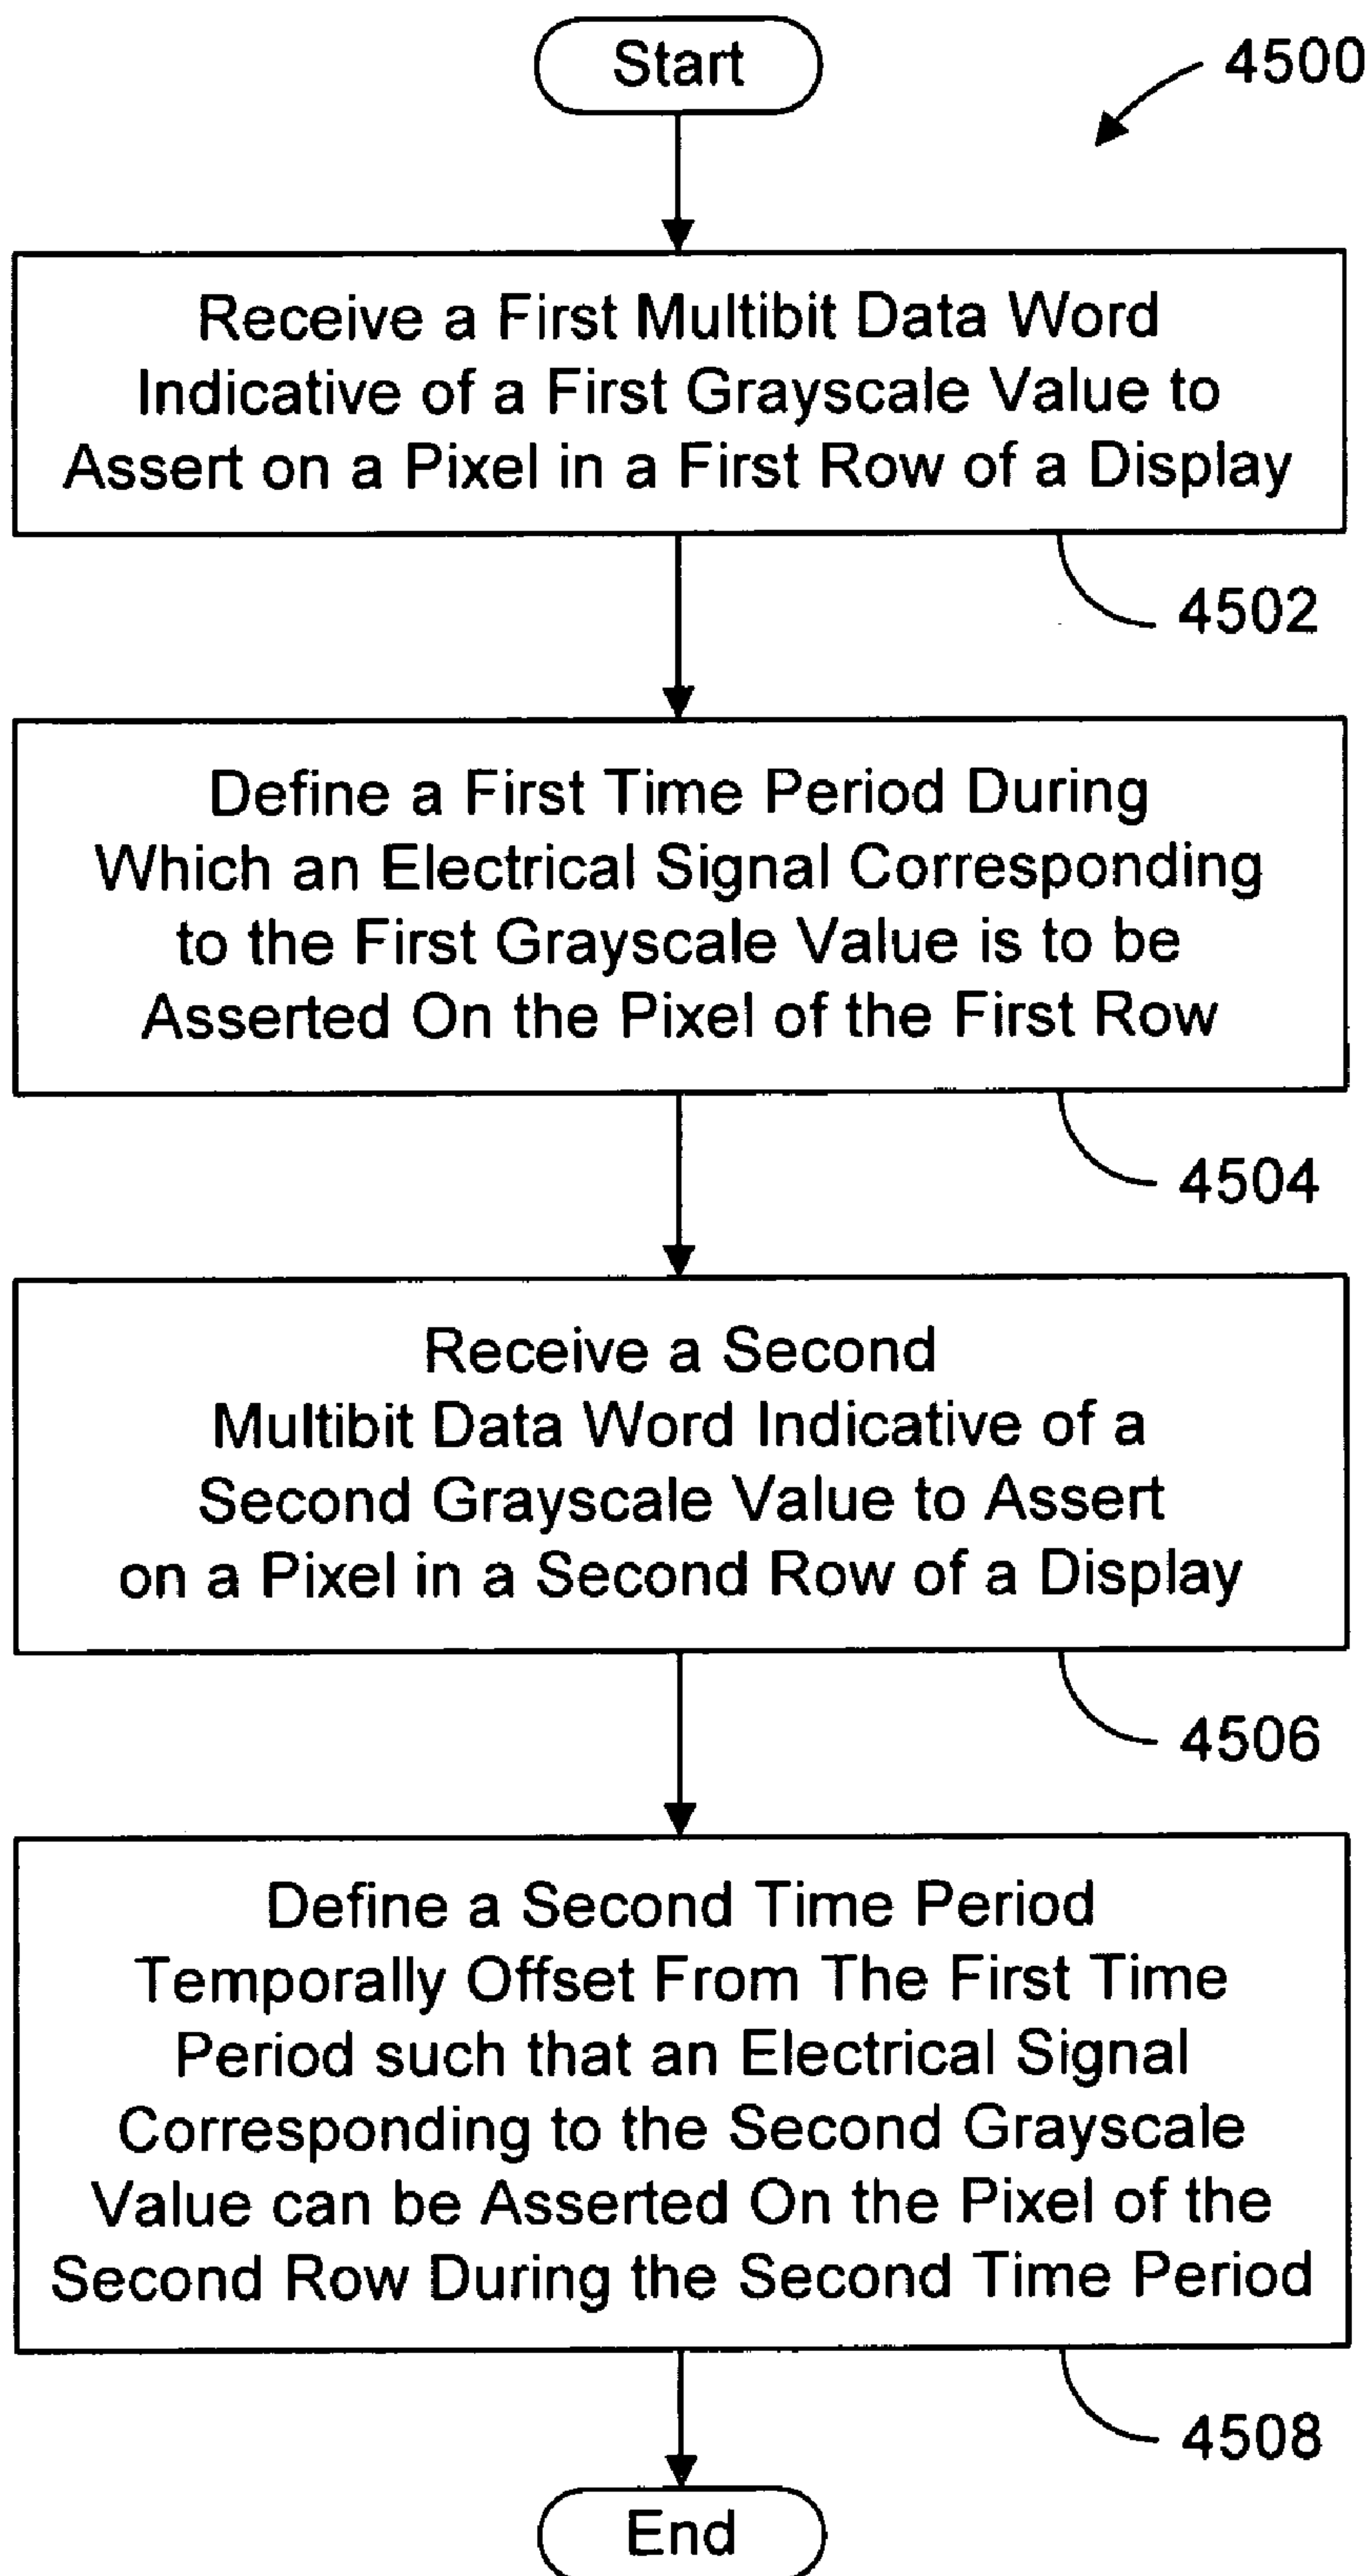 Start
4500
Receive a First Multibit Data Word
Indicative of a First Grayscale Value to
Assert on a Pixel in a First Row of a Display
4502
Define a First Time Period During
Which an Electrical Signal Corresponding
to the First Grayscale Value is to be
Asserted On the Pixel of the First Row
4504
Receive a Second
Multibit Data Word Indicative of a
Second Grayscale Value to Assert
on a Pixel in a Second Row of a Display
4506
Define a Second Time Period
Temporally Offset From The First Time
Period such that an Electrical Signal
Corresponding to the Second Grayscale
Value can be Asserted On the Pixel of the
Second Row During the Second Time Period
4508
End